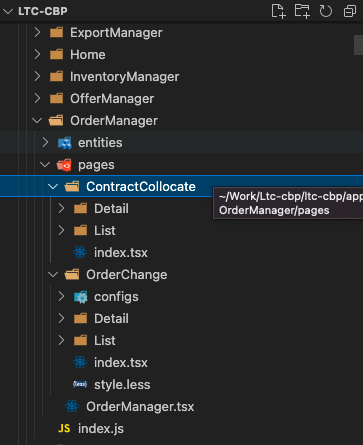 LTC-CBP
ExportManager
Home
InventoryManager
OfferManager
OrderManager
entities
pages
ContractCollocate
~/Work/Ltc-cbp/ltc-cbp/app
OrderManager/pages
Detail
List
index.tsx
OrderChange
configs
Detail
List
index.tsx
{less} style.less
OrderManager.tsx
JS index.js